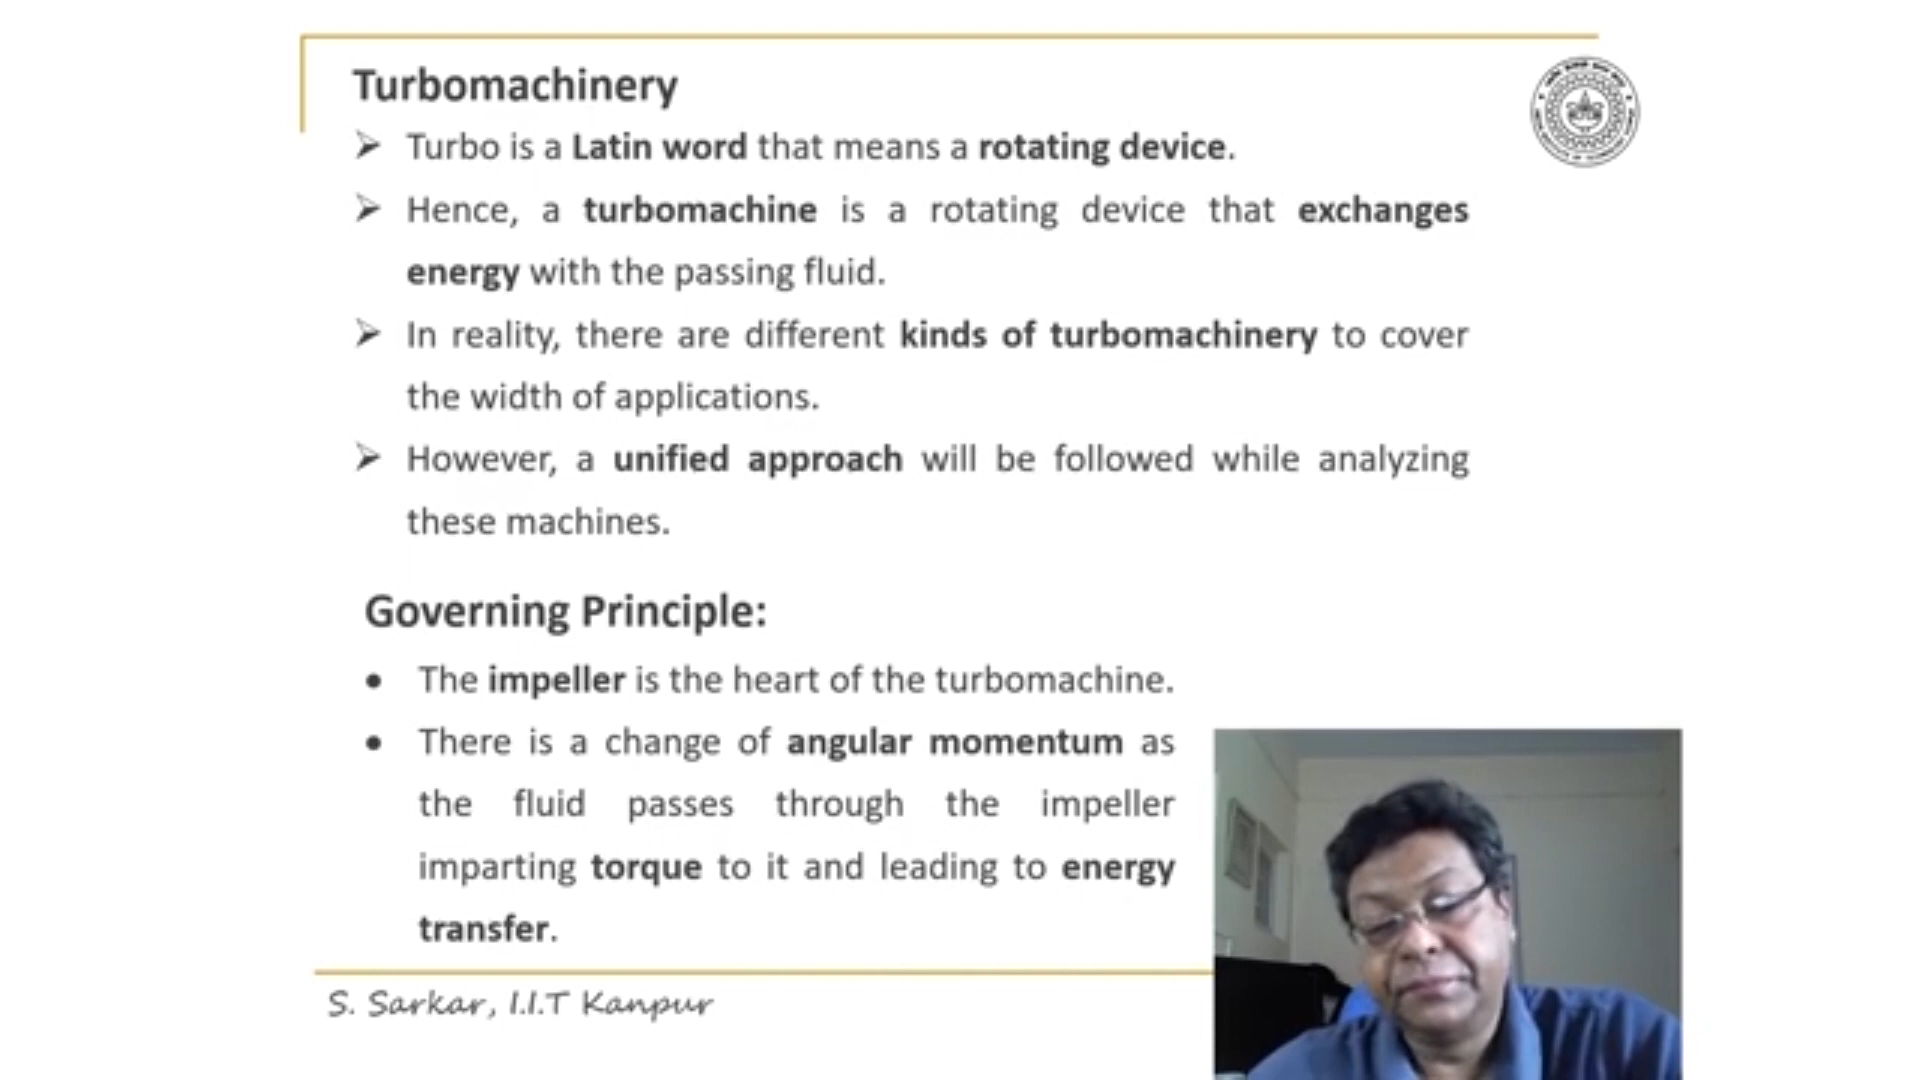 Turbomachinery
Turbo is a Latin word that means a rotating device.
Hence, a turbomachine is a rotating device that exchanges
energy with the passing fluid.
In reality, there are different kinds of turbomachinery to cover
the width of applications.
However, a unified approach will be followed while analyzing
these machines.
Governing Principle:
The impeller is the heart of the turbomachine.
There is a change of angular momentum as
the fluid passes through the impeller
imparting torque to it and leading to energy
transfer.
S. Sarkar, I.I.T Kanpur